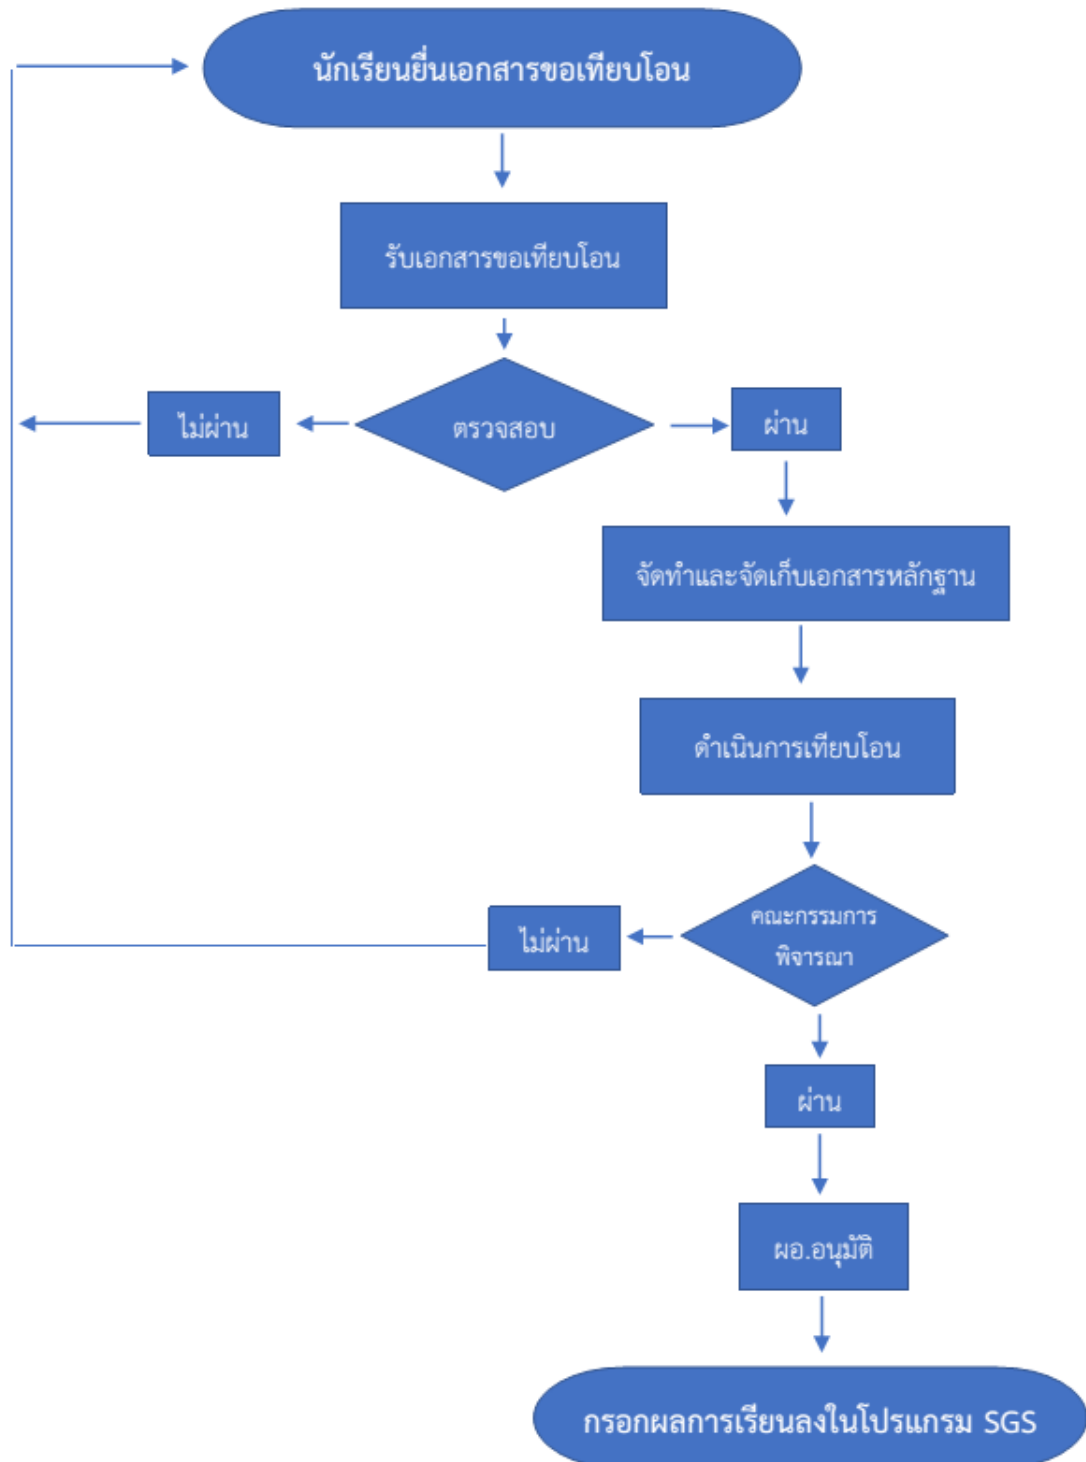 นักเรียนยื่นเอกสารขอเทียบโอน
รับเอกสารขอเทียบโอน
ตรวจสอบ
ไม่ผ่าน
ผ่าน
จัดทำและจัดเก็บเอกสารหลักฐาน
ดำเนินการเทียบโอน
คณะกรรมการ
พิจารณา
ไม่ผ่าน
ผ่าน
ผอ.อนุมัติ
กรอกผลการเรียนลงในโปรแกรม SGS